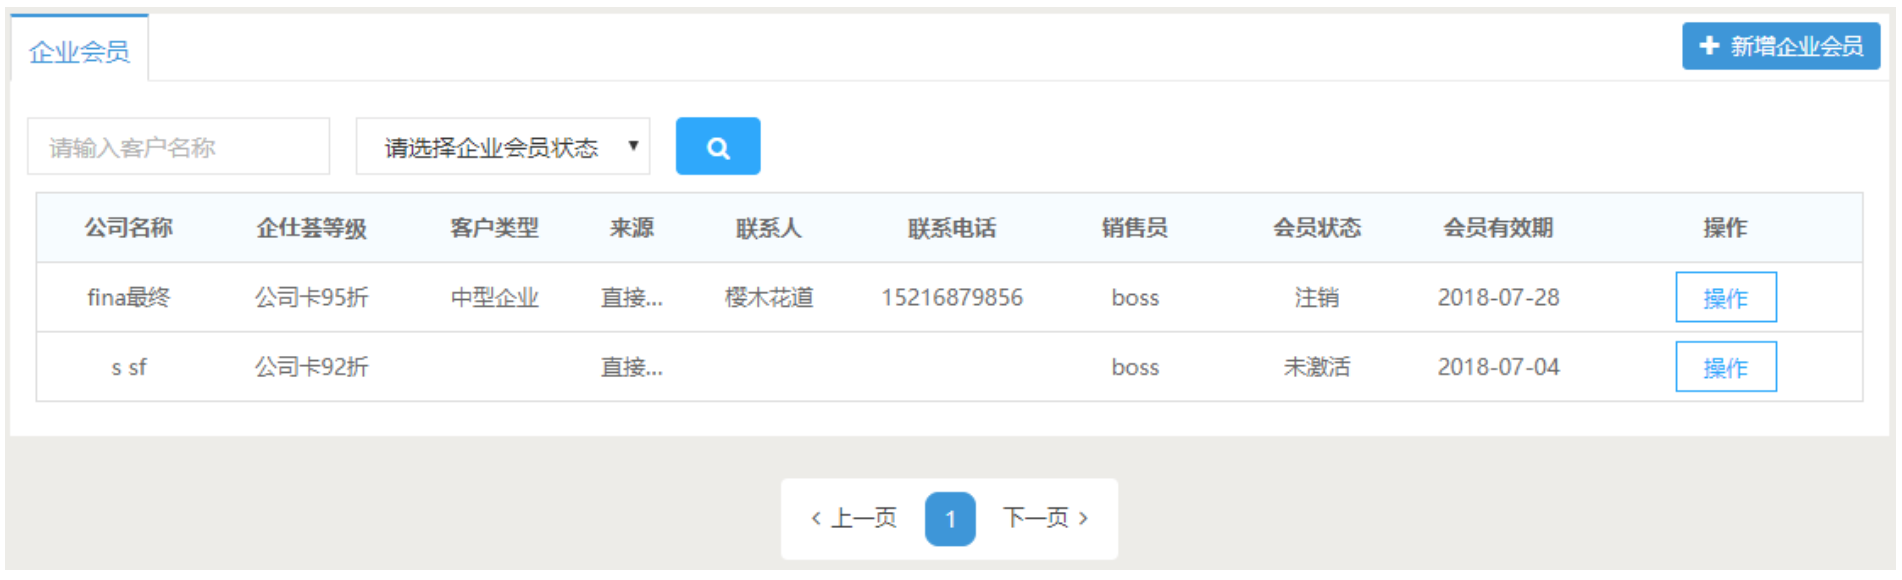 企业会员
新增企业会员
请输入客户名称 请选择企业会员状态
公司名称 企仕荟等级 客户类型 来源 联系人 联系电话 销售员 会员状态 会员有效期 操作
fina最终 公司卡95折 中型企业 直接... 樱木花道 15216879856 boss 注销 2018-07-28 操作
s sf 公司卡92折 直接... boss 未激活 2018-07-04 操作
‹ 上一页 1 下一页 ›